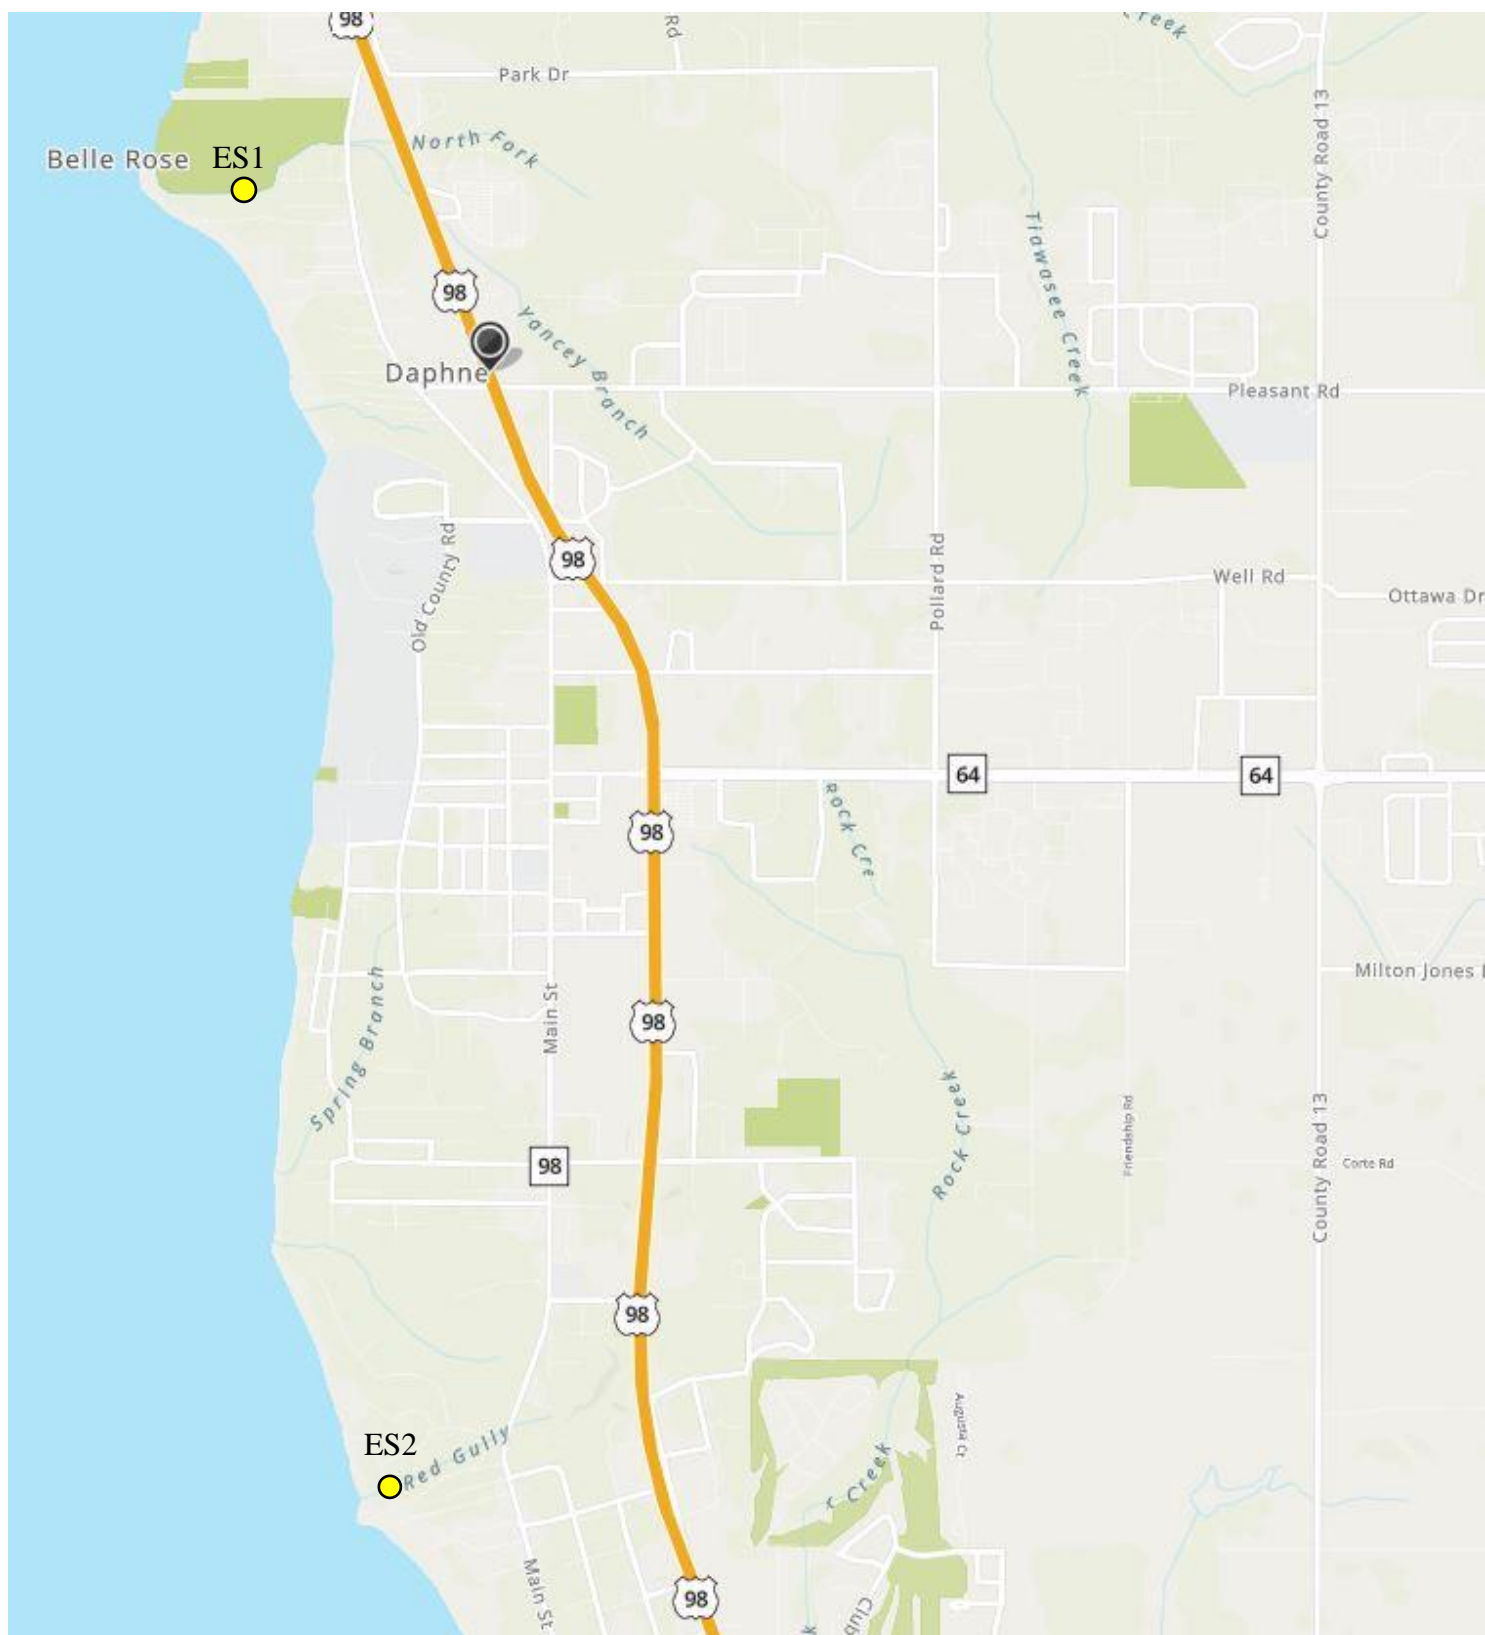 98
Rd
Creek
Park Dr
North Fork
County Road 13
Belle Rose
ES1
Tiawasee Creek
98
Yancey Branch
Daphne
Pleasant Rd
Old County Rd
98
Pollard Rd
Well Rd
Ottawa Dr
64
64
Rock Cre
98
Milton Jones
Spring Branch
Main St
98
Rock Creek
Friendship Rd
County Road 13
Corte Rd
98
98
Augusta Ct
ES2
Red Gully
Creek
Main St
98
Club
k